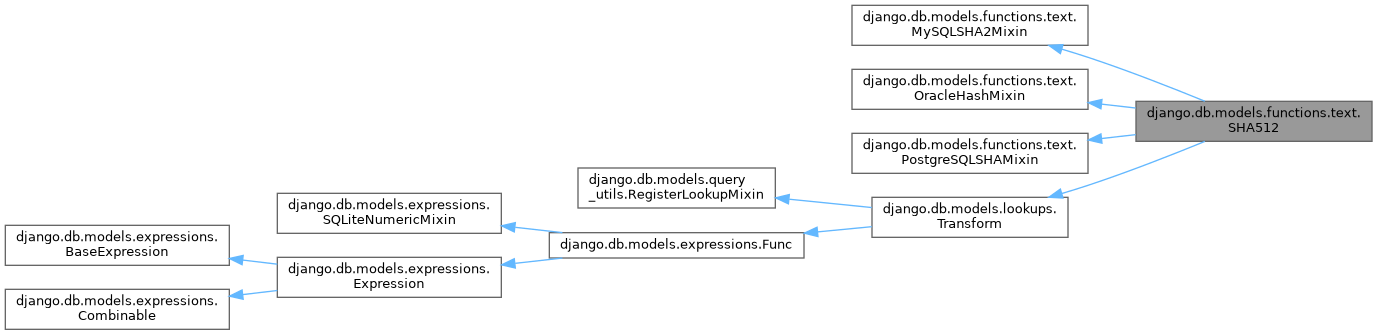 django.db.models.functions.text.
MySQLSHA2Mixin
django.db.models.functions.text.
OracleHashMixin
django.db.models.functions.text.
SHA512
django.db.models.functions.text.
PostgreSQLSHAMixin
django.db.models.query
_utils.RegisterLookupMixin
django.db.models.lookups.
Transform
django.db.models.expressions.
SQLiteNumericMixin
django.db.models.expressions.Func
django.db.models.expressions.
BaseExpression
django.db.models.expressions.
Expression
django.db.models.expressions.
Combinable